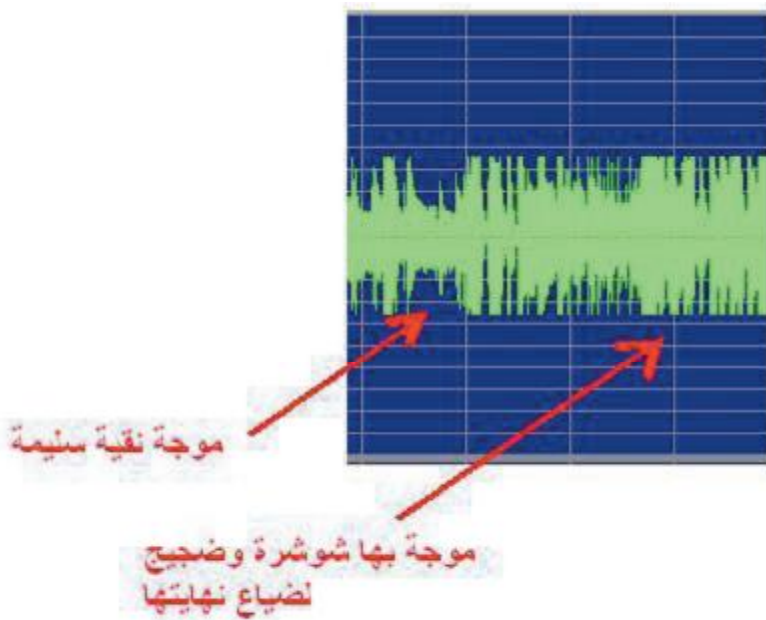 موجة نقية سليمة
موجة بها شوشرة وضجيج
لضياع نهايتها